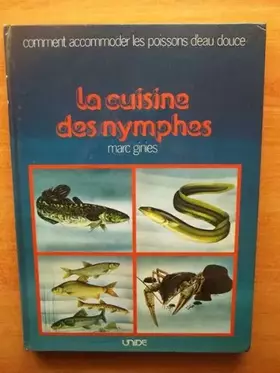 comment accommoder les poissons d'eau douce
la cuisine
des nymphes
marc ginies
UNIDE